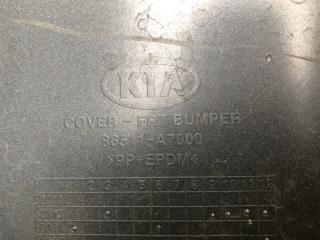 KIA
COVER - FRT BUMPER
86511-A7000
>PP+EPDM<
1 2 3 4 5 6 7 8 9 10 11 12